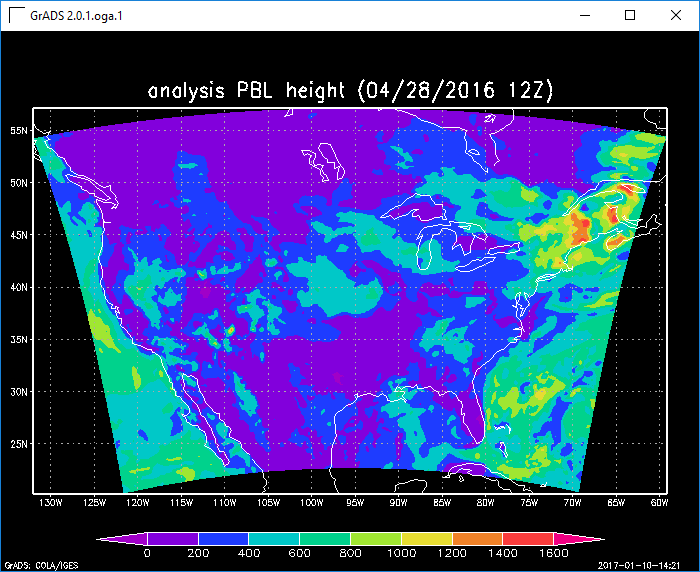 GrADS 2.0.1.oga.1
analysis PBL height (04/28/2016 12Z)
55N
50N
45N
40N
35N
30N
25N
130W 125W 120W 115W 110W 105W 100W 95W 90W 85W 80W 75W 70W 65W 60W
0 200 400 600 800 1000 1200 1400 1600
GrADS: COLA/IGES 2017-01-10-14:21